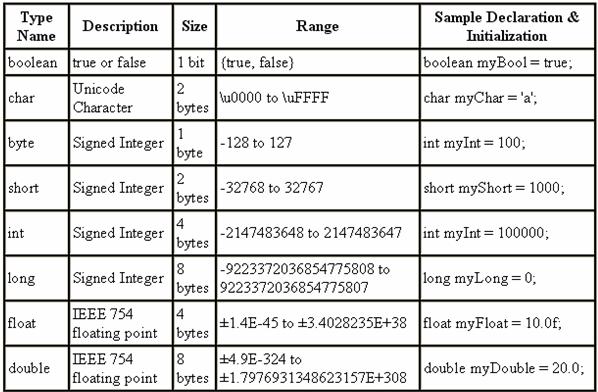 Type Name Description Size Range Sample Declaration & Initialization
boolean true or false 1 bit {true, false} boolean myBool = true;
char Unicode Character 2 bytes \u0000 to \uFFFF char myChar = 'a';
byte Signed Integer 1 byte -128 to 127 int myInt = 100;
short Signed Integer 2 bytes -32768 to 32767 short myShort = 1000;
int Signed Integer 4 bytes -2147483648 to 2147483647 int myInt = 100000;
long Signed Integer 8 bytes -9223372036854775808 to 9223372036854775807 long myLong = 0;
float IEEE 754 floating point 4 bytes ±1.4E-45 to ±3.4028235E+38 float myFloat = 10.0f;
double IEEE 754 floating point 8 bytes ±4.9E-324 to ±1.7976931348623157E+308 double myDouble = 20.0;